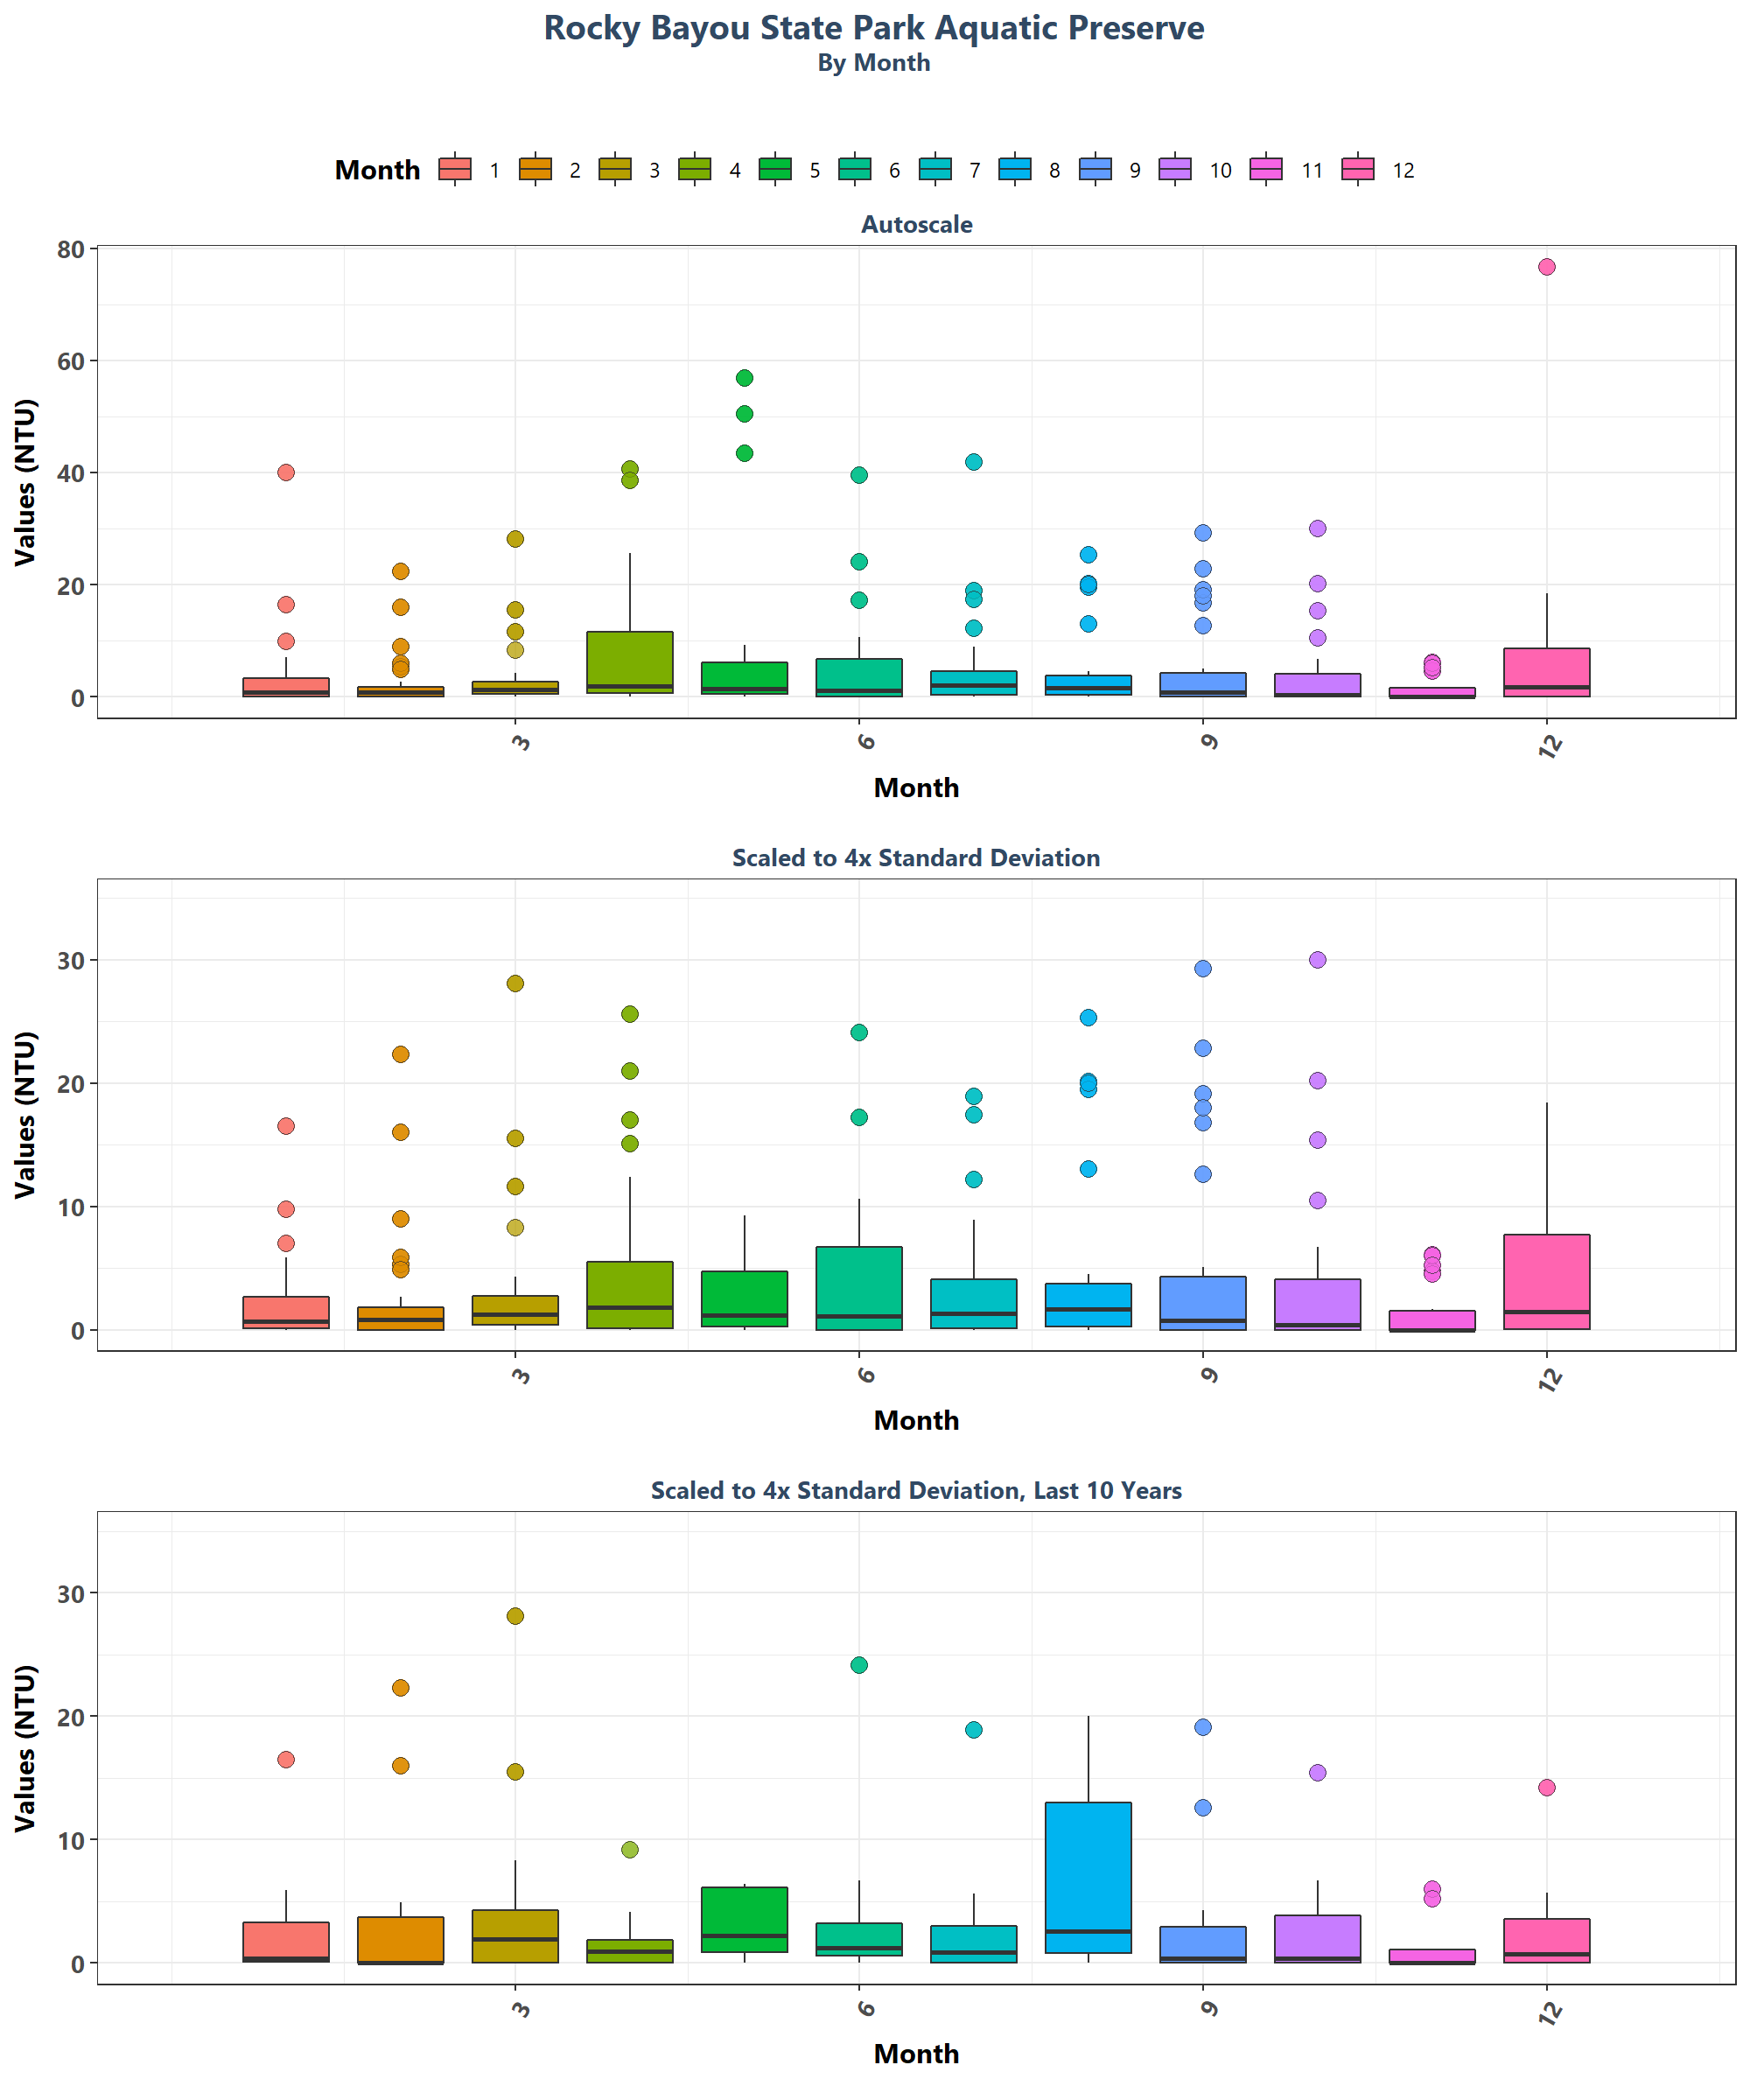 Rocky Bayou State Park Aquatic Preserve
By Month
Month 1 2 3 4 5 6 7 8 9 10 11 12
Autoscale
Values (NTU)
80
60
40
20
0
3 6 9 12
Month
Scaled to 4x Standard Deviation
Values (NTU)
30
20
10
0
3 6 9 12
Month
Scaled to 4x Standard Deviation, Last 10 Years
Values (NTU)
30
20
10
0
3 6 9 12
Month